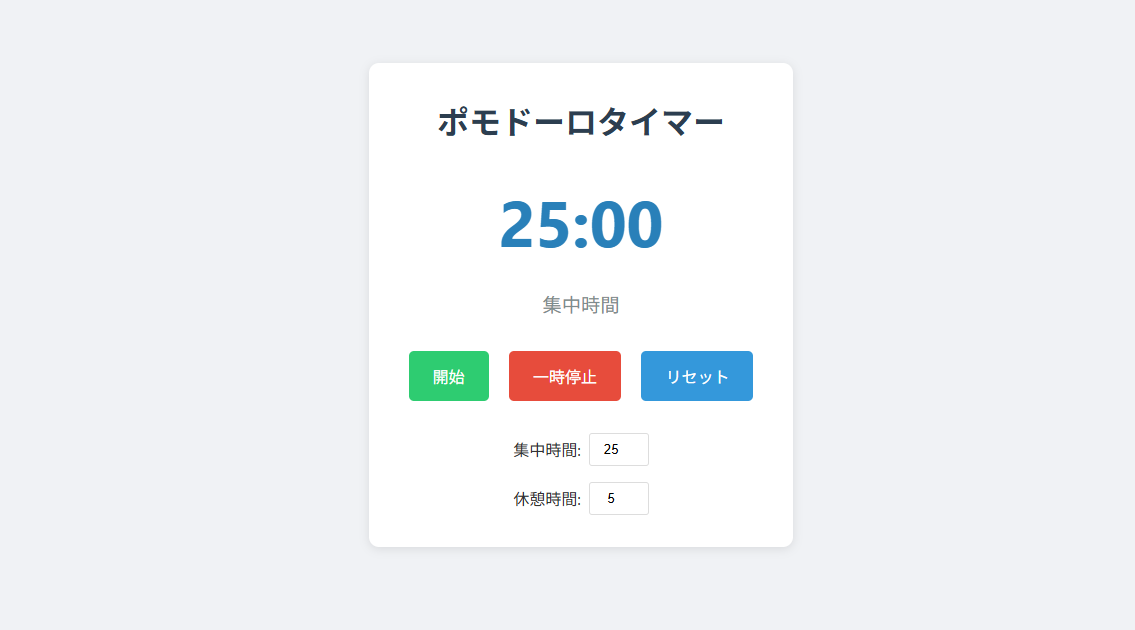 ポモドーロタイマー
25:00
集中時間
開始 一時停止 リセット
集中時間: 25
休憩時間: 5